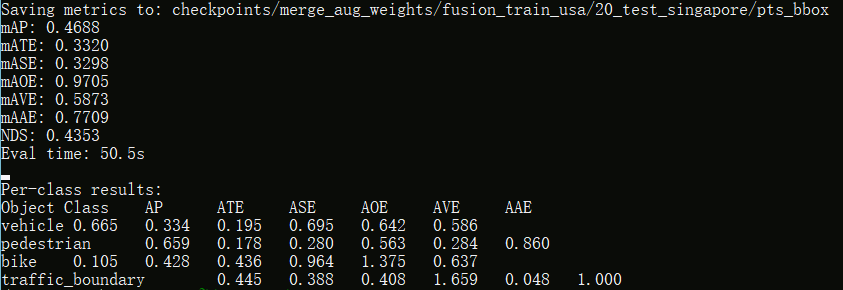 Saving metrics to: checkpoints/merge_aug_weights/fusion_train_usa/20_test_singapore/pts_bbox
mAP: 0.4688
mATE: 0.3320
mASE: 0.3298
mAOE: 0.9705
mAVE: 0.5873
mAAE: 0.7709
NDS: 0.4353
Eval time: 50.5s
Per-class results:
Object Class AP ATE ASE AOE AVE AAE
vehicle 0.665 0.334 0.195 0.695 0.642 0.586
pedestrian 0.659 0.178 0.280 0.563 0.284 0.860
bike 0.105 0.428 0.436 0.964 1.375 0.637
traffic_boundary 0.445 0.388 0.408 1.659 0.048 1.000